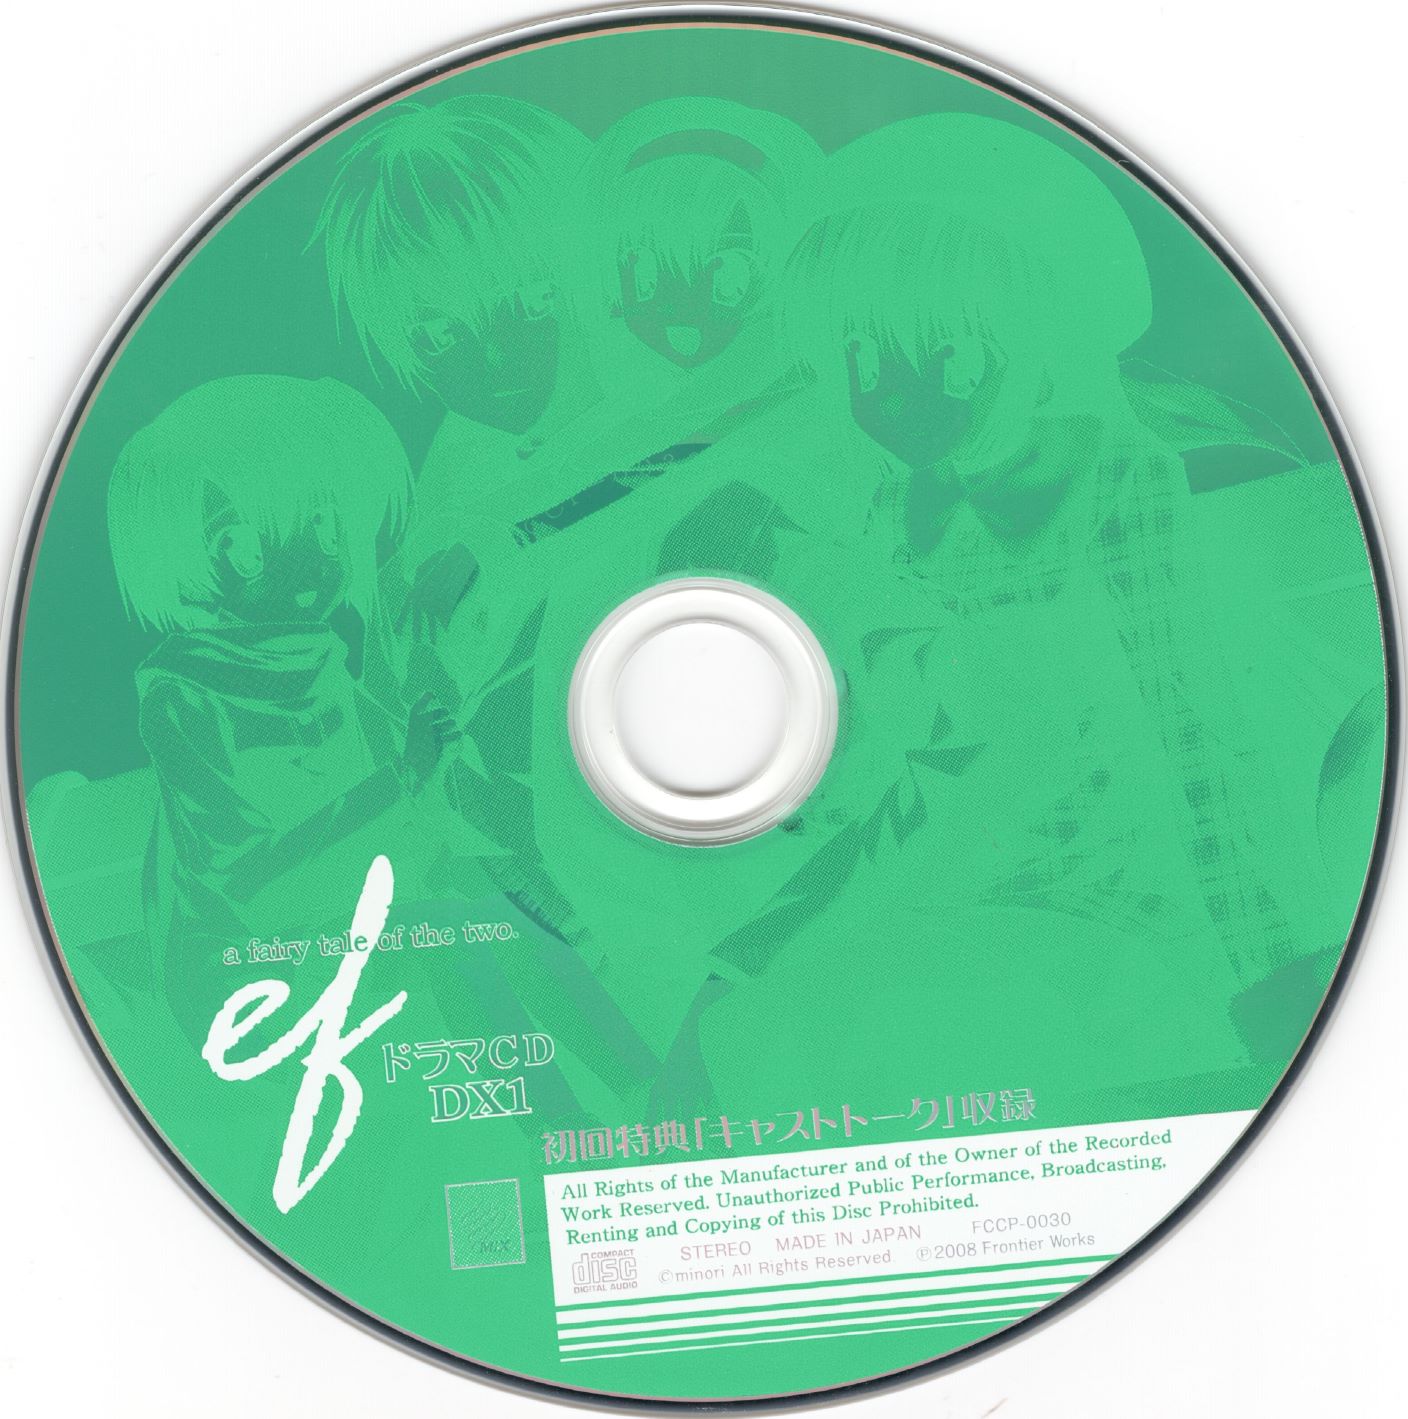 a fairy tale of the two.
ef
ドラマCD
DX1
初回特典「キャストトーク」収録
All Rights of the Manufacturer and of the Owner of the Recorded
Work Reserved. Unauthorized Public Performance, Broadcasting,
Renting and Copying of this Disc Prohibited.
COMPACT
disc
DIGITAL AUDIO
STEREO MADE IN JAPAN FCCP-0030
©minori All Rights Reserved ℗2008 Frontier Works
MiX